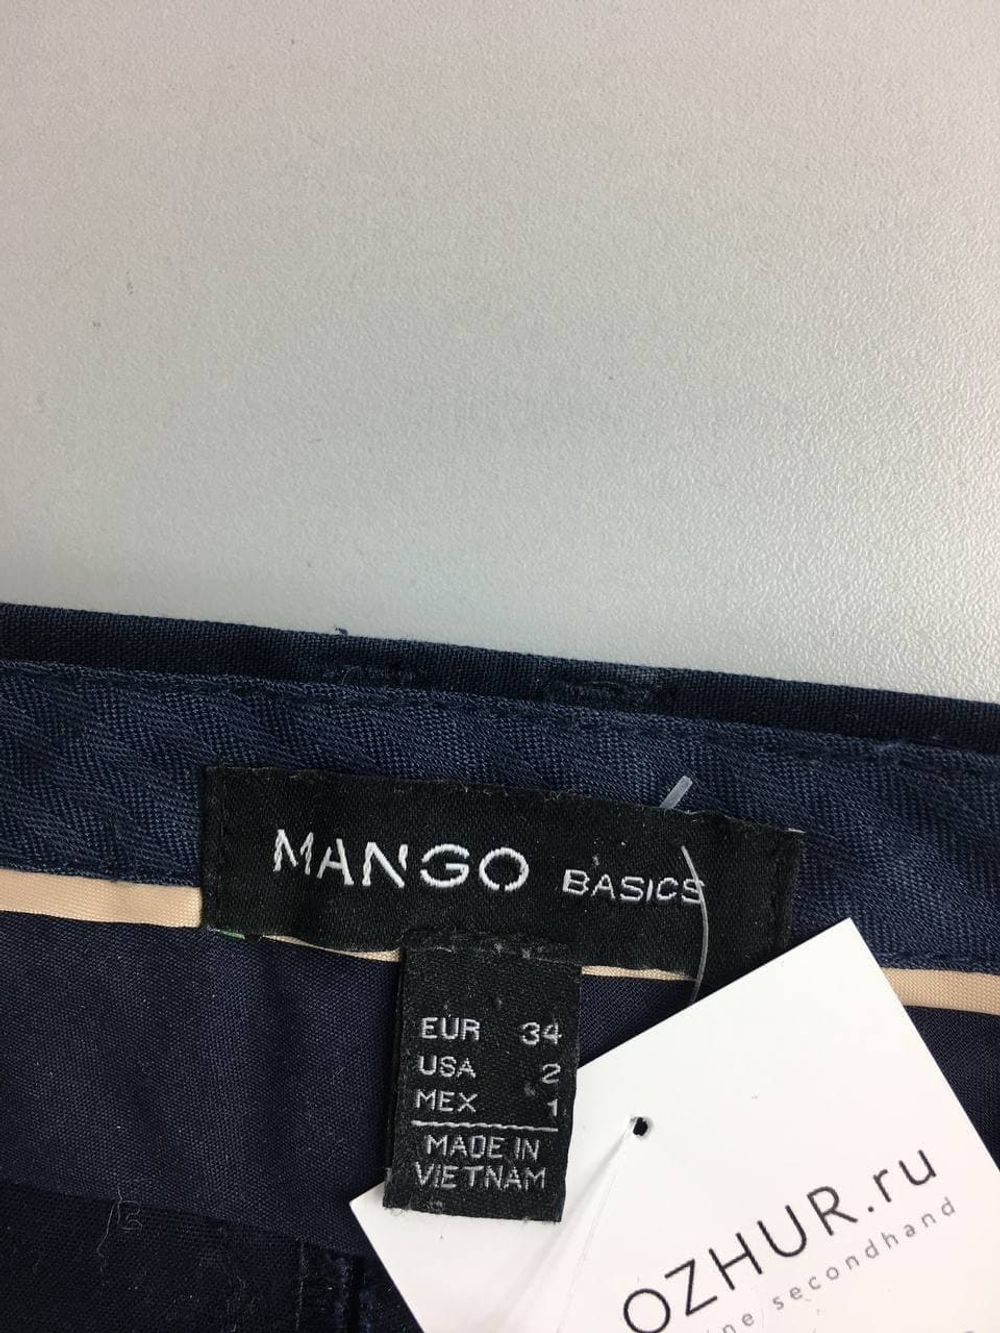 MANGO BASICS
EUR 34
USA 2
MEX 1
MADE IN
VIETNAM
OZHUR.ru
secondhand